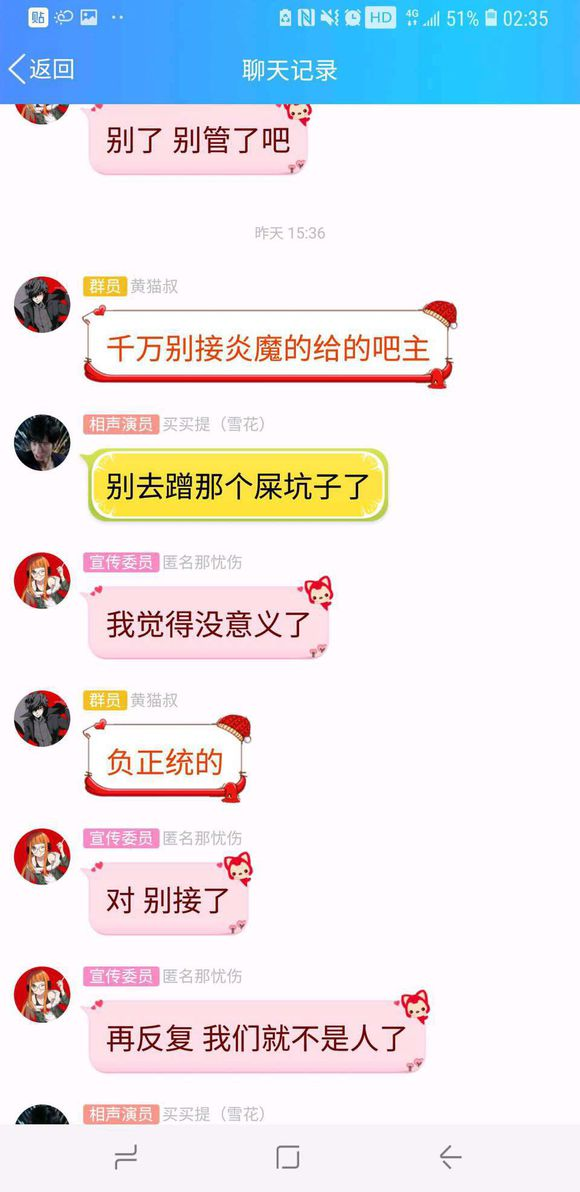 贴
HD 4G 51% 02:35
返回
聊天记录
别了 别管了吧
昨天 15:36
群员 黄猫叔
千万别接炎魔的给的吧主
相声演员 买买提（雪花）
别去蹭那个屎坑子了
宣传委员 匿名那忧伤
我觉得没意义了
群员 黄猫叔
负正统的
宣传委员 匿名那忧伤
对 别接了
宣传委员 匿名那忧伤
再反复 我们就不是人了
相声演员 买买提（雪花）